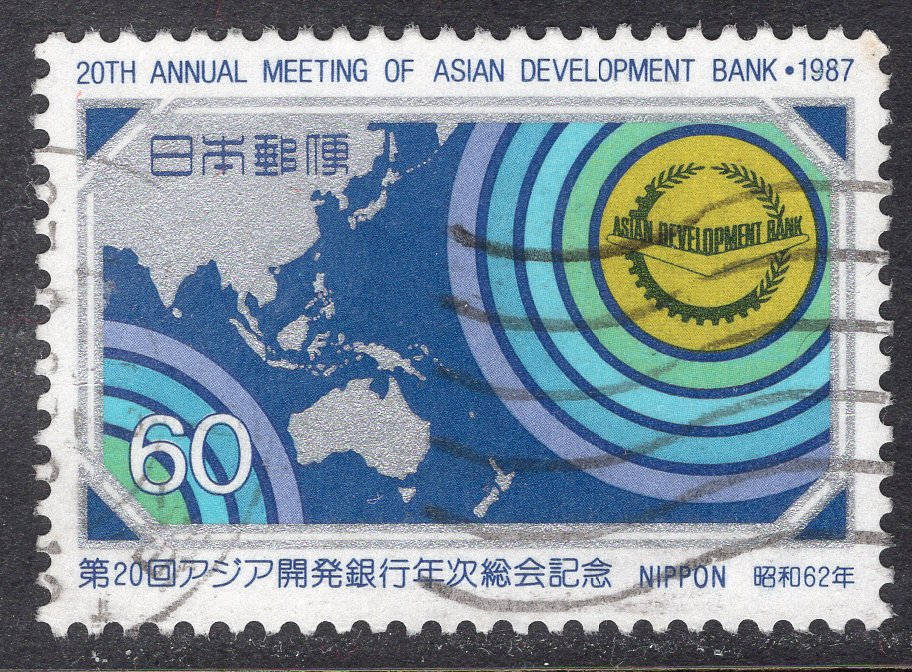 20TH ANNUAL MEETING OF ASIAN DEVELOPMENT BANK • 1987
日本郵便
ASIAN DEVELOPMENT BANK
60
第20回アジア開発銀行年次総会記念 NIPPON 昭和62年